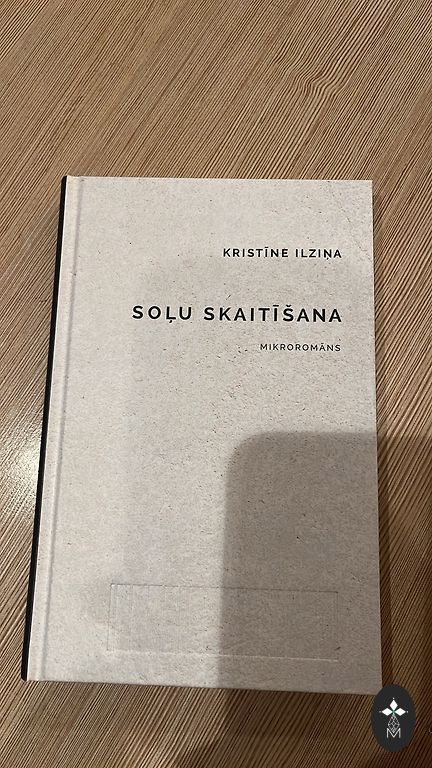 KRISTĪNE ILZIŅA
SOĻU SKAITĪŠANA
MIKROROMĀNS
M